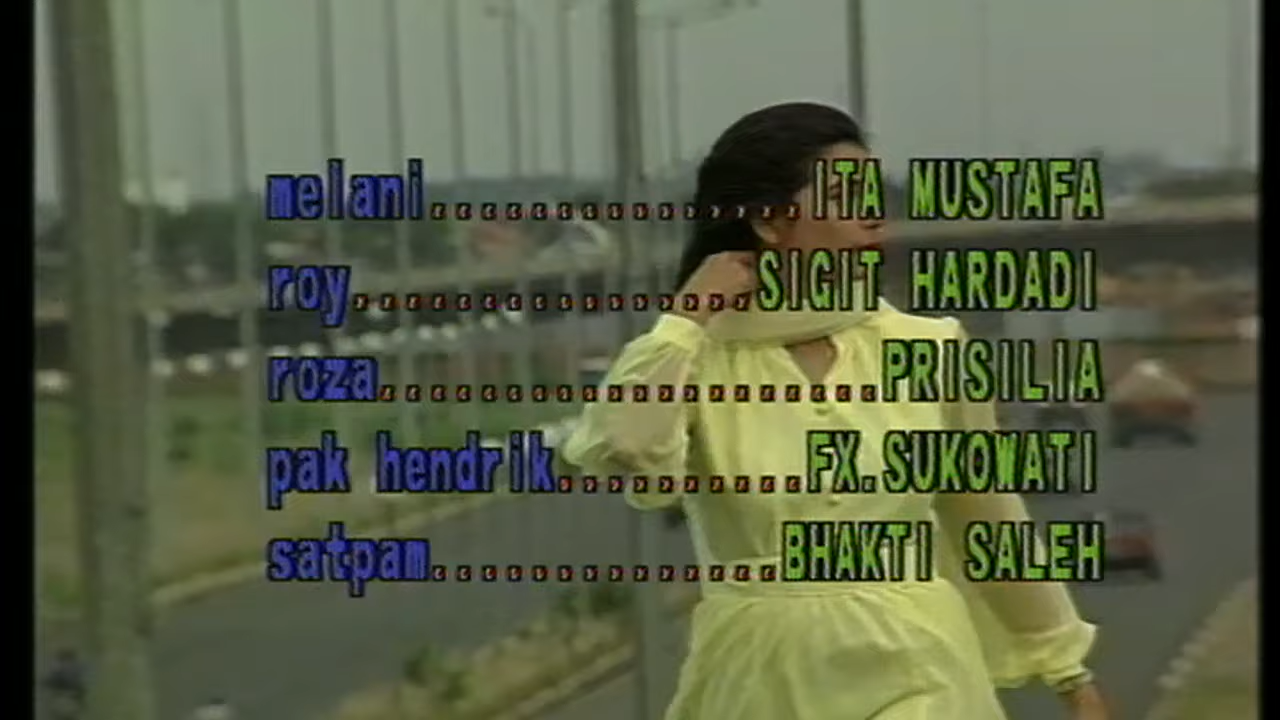 melani...............ITA MUSTAFA
roy................SIGIT HARDADI
roza...................PRISILIA
pak hendrik..........FX.SUKOWATI
satpam..............BHAKTI SALEH